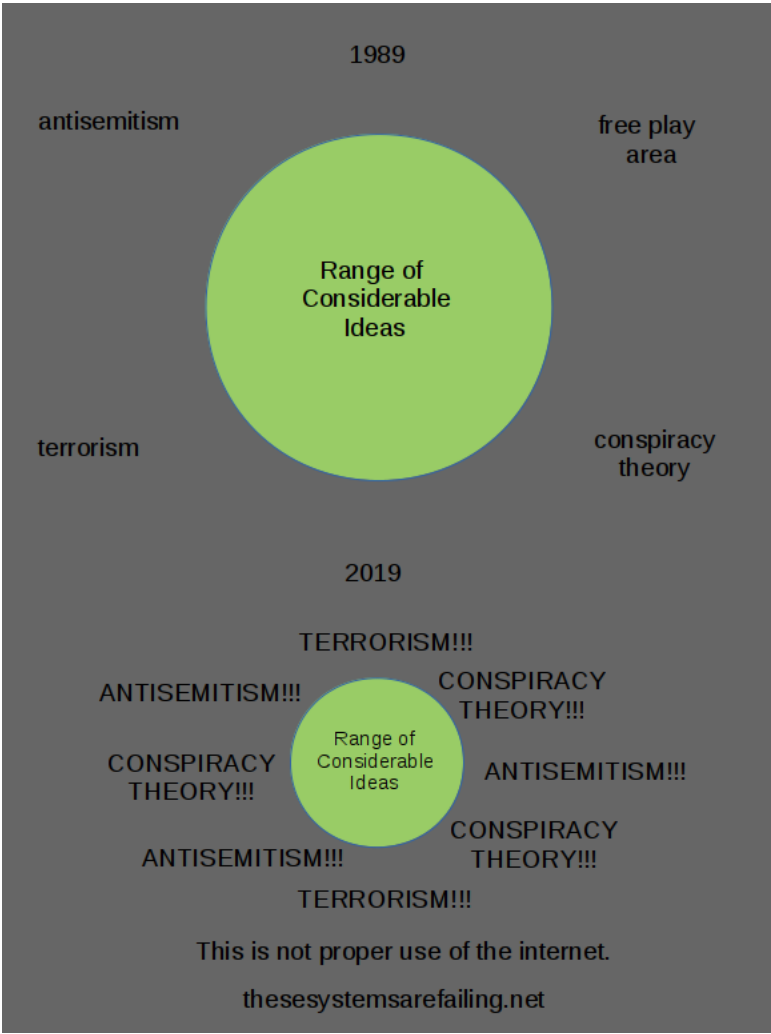 1989
antisemitism
free play
area
Range of
Considerable
Ideas
terrorism
conspiracy
theory
2019
TERRORISM!!!
ANTISEMITISM!!!
CONSPIRACY
THEORY!!!
Range of
Considerable
Ideas
CONSPIRACY
THEORY!!!
ANTISEMITISM!!!
ANTISEMITISM!!!
CONSPIRACY
THEORY!!!
TERRORISM!!!
This is not proper use of the internet.
thesesystemsarefailing.net